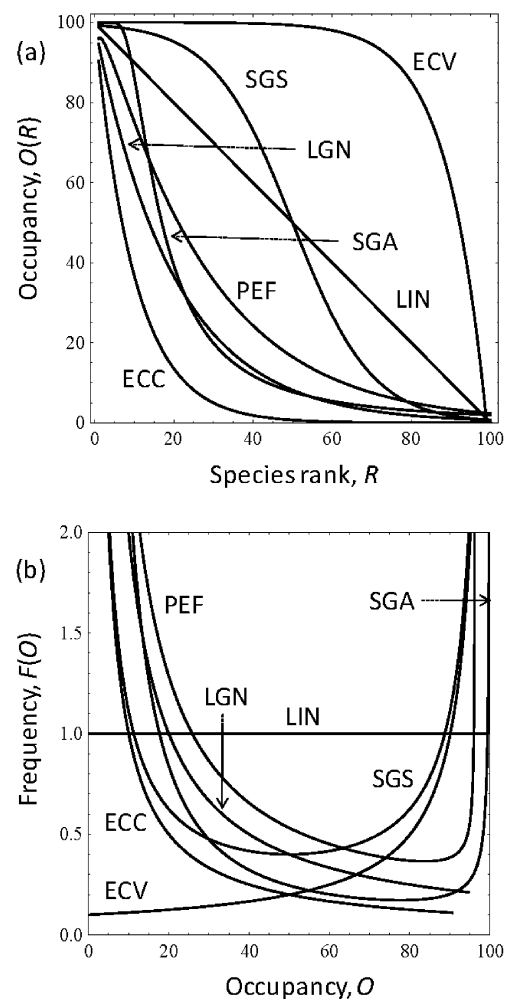 (a)
100
80
60
40
20
0
Occupancy, O(R)
ECV
SGS
LGN
SGA
PEF
LIN
ECC
0 20 40 60 80 100
Species rank, R
(b)
2.0
1.5
1.0
0.5
0.0
Frequency, F(O)
PEF
SGA
LGN
LIN
SGS
ECC
ECV
0 20 40 60 80 100
Occupancy, O